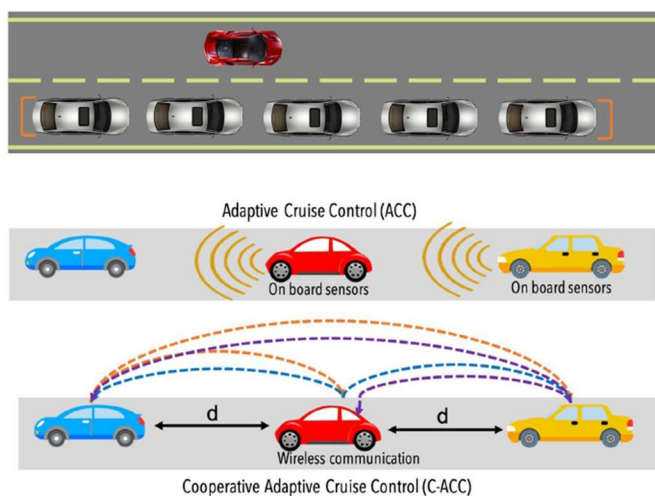 Adaptive Cruise Control (ACC)
On board sensors
On board sensors
d
d
Wireless communication
Cooperative Adaptive Cruise Control (C-ACC)